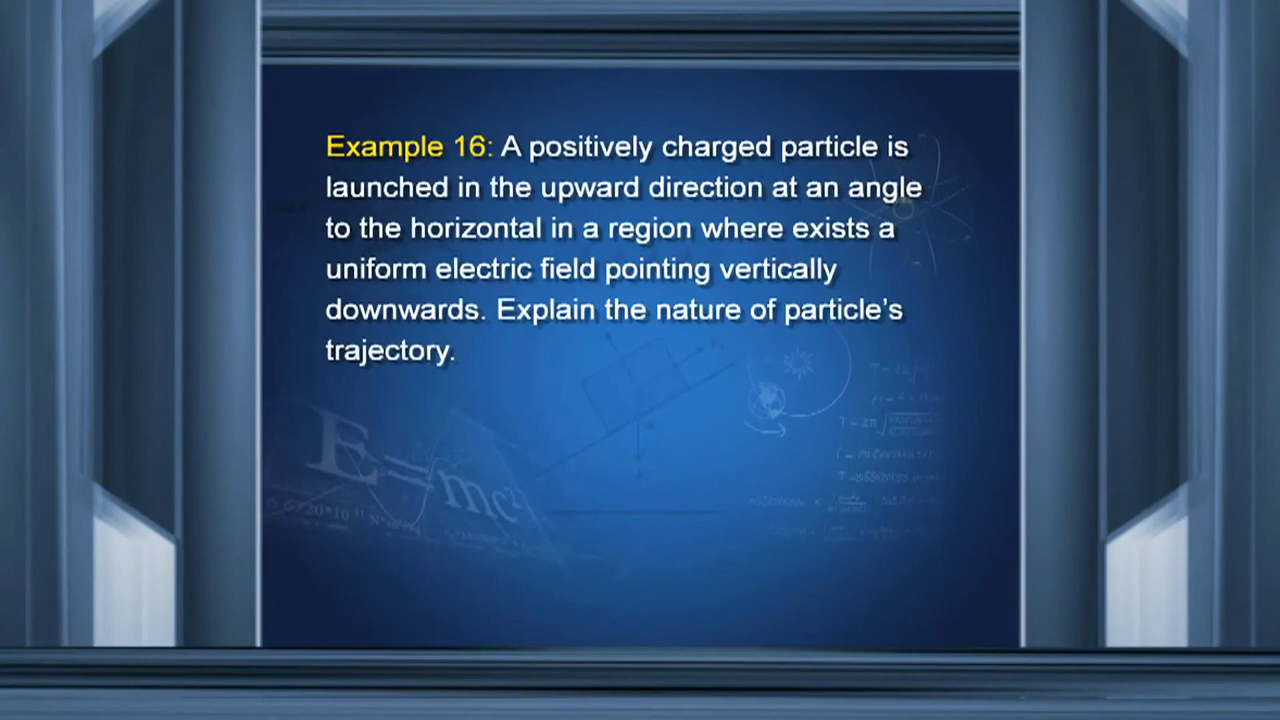 Example 16: A positively charged particle is
launched in the upward direction at an angle
to the horizontal in a region where exists a
uniform electric field pointing vertically
downwards. Explain the nature of particle’s
trajectory.
E=mc²